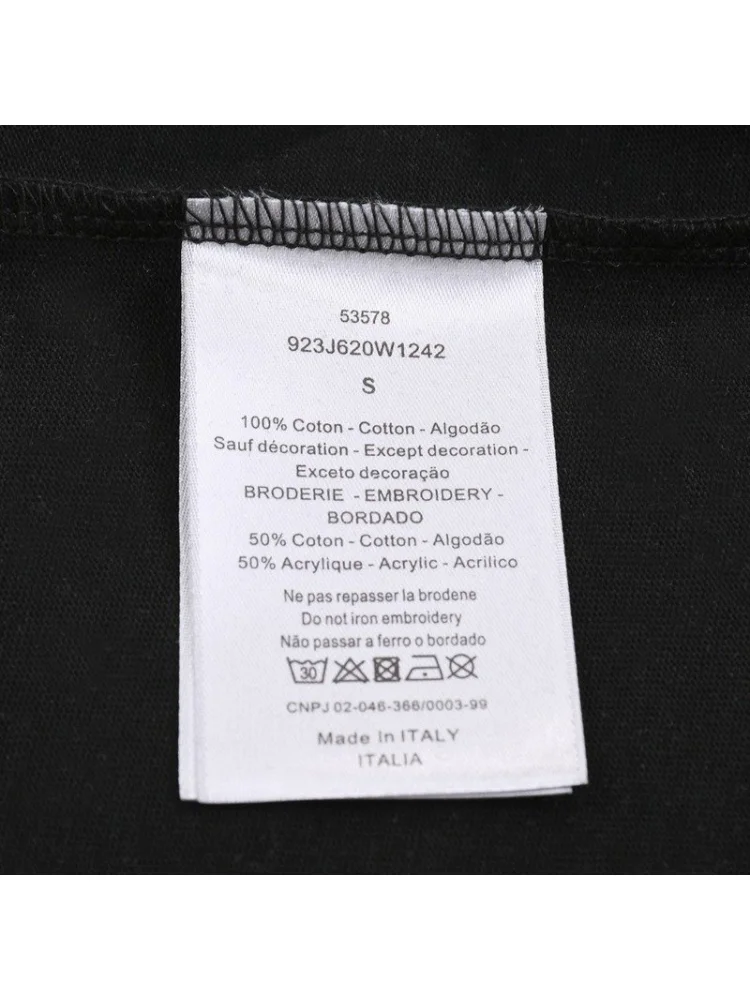 53578
923J620W1242
S
100% Coton - Cotton - Algodão
Sauf décoration - Except decoration -
Exceto decoração
BRODERIE - EMBROIDERY -
BORDADO
50% Coton - Cotton - Algodão
50% Acrylique - Acrylic - Acrilico
Ne pas repasser la brodene
Do not iron embroidery
Não passar a ferro o bordado
30
CNPJ 02-046-366/0003-99
Made In ITALY
ITALIA